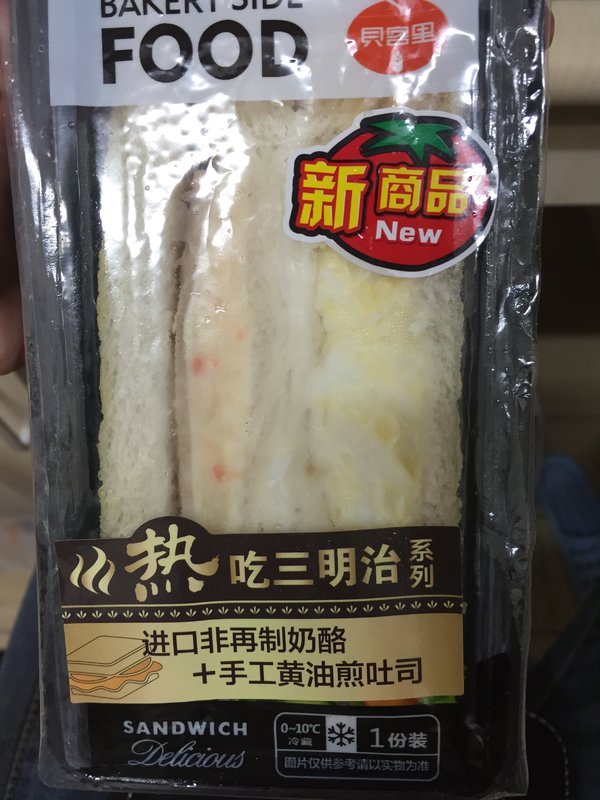 BAKERY SIDE
FOOD
贝客里
新商品
New
热吃三明治系列
进口非再制奶酪
+手工黄油煎吐司
SANDWICH
Delicious
0~10℃
冷藏
1份装
图片仅供参考请以实物为准